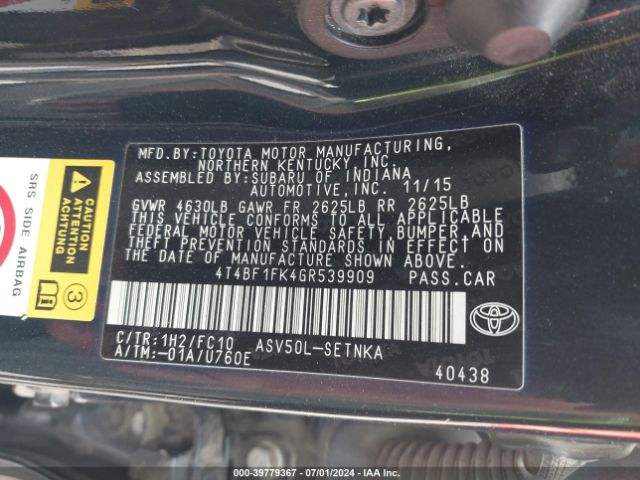 MFD.BY:TOYOTA MOTOR MANUFACTURING,
NORTHERN KENTUCKY, INC.
ASSEMBLED BY:SUBARU OF INDIANA
AUTOMOTIVE, INC. 11/15
GVWR 4630LB GAWR FR 2625LB RR 2625LB
THIS VEHICLE CONFORMS TO ALL APPLICABLE
FEDERAL MOTOR VEHICLE SAFETY, BUMPER, AND
THEFT PREVENTION STANDARDS IN EFFECT ON
THE DATE OF MANUFACTURE SHOWN ABOVE.
4T4BF1FK4GR539909 PASS.CAR
C/TR:1H2/FC10 ASV50L-SETNKA
A/TM:-01A/U760E
40438
TOYOTA
ATTENTION
SRS SIDE AIRBAG
3
000-39779367 - 07/01/2024 - IAA Inc.